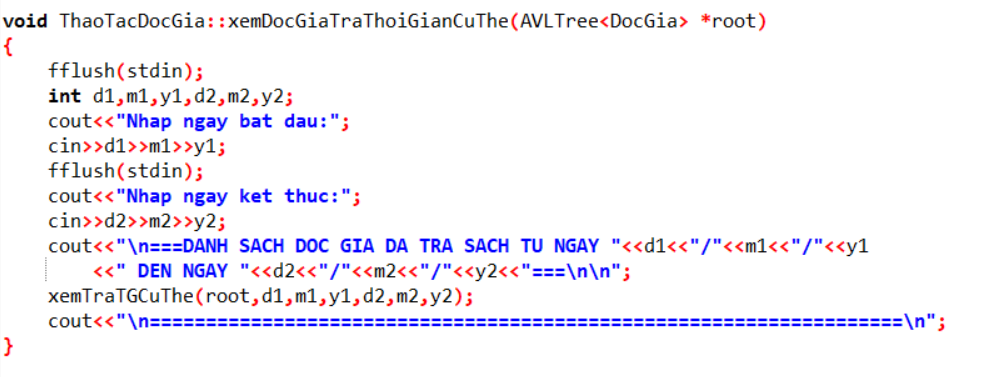 void ThaoTacDocGia::xemDocGiaTraThoiGianCuThe(AVLTree<DocGia> *root)
{
    fflush(stdin);
    int d1,m1,y1,d2,m2,y2;
    cout<<"Nhap ngay bat dau:";
    cin>>d1>>m1>>y1;
    fflush(stdin);
    cout<<"Nhap ngay ket thuc:";
    cin>>d2>>m2>>y2;
    cout<<"\n===DANH SACH DOC GIA DA TRA SACH TU NGAY "<<d1<<"/"<<m1<<"/"<<y1
        <<" DEN NGAY "<<d2<<"/"<<m2<<"/"<<y2<<"===\n\n";
    xemTraTGCuThe(root,d1,m1,y1,d2,m2,y2);
    cout<<"\n===================================================================\n";
}